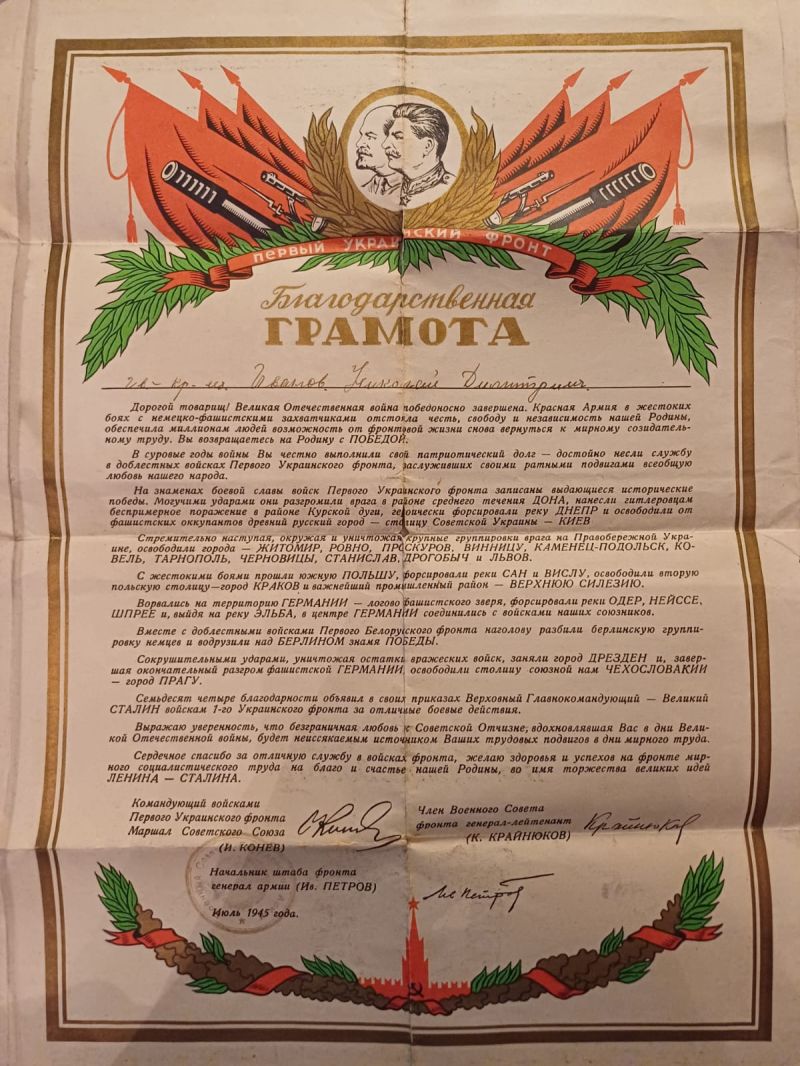 ПЕРВЫЙ УКРАИНСКИЙ ФРОНТ
Благодарственная
ГРАМОТА
гв-кр-цу Иванов Николай Димитрич.
Дорогой товарищ! Великая Отечественная война победоносно завершена. Красная Армия в жестоких
боях с немецко-фашистскими захватчиками отстояла честь, свободу и независимость нашей Родины,
обеспечила миллионам людей возможность от фронтовой жизни снова вернуться к мирному созидатель-
ному труду. Вы возвращаетесь на Родину с ПОБЕДОЙ.
В суровые годы войны Вы честно выполнили свой патриотический долг — достойно несли службу
в доблестных войсках Первого Украинского фронта, заслуживших своими ратными подвигами всеобщую
любовь нашего народа.
На знаменах боевой славы войск Первого Украинского фронта записаны выдающиеся исторические
победы. Могучими ударами они разгромили врага в районе среднего течения ДОНА, нанесли гитлеровцам
беспримерное поражение в районе Курской дуги, героически форсировали реку ДНЕПР и освободили от
фашистских оккупантов древний русский город — столицу Советской Украины — КИЕВ
Стремительно наступая, окружая и уничтожая крупные группировки врага на Правобережной Укра-
ине, освободили города — ЖИТОМИР, РОВНО, ПРОСКУРОВ, ВИННИЦУ, КАМЕНЕЦ-ПОДОЛЬСК, КО-
ВЕЛЬ, ТАРНОПОЛЬ, ЧЕРНОВИЦЫ, СТАНИСЛАВ, ДРОГОБЫЧ и ЛЬВОВ.
С жестокими боями прошли южную ПОЛЬШУ, форсировали реки САН и ВИСЛУ, освободили вторую
польскую столицу—город КРАКОВ и важнейший промышленный район — ВЕРХНЮЮ СИЛЕЗИЮ.
Ворвались на территорию ГЕРМАНИИ — логово фашистского зверя, форсировали реки ОДЕР, НЕЙССЕ,
ШПРЕЕ и, выйдя на реку ЭЛЬБА, в центре ГЕРМАНИИ соединились с войсками наших союзников.
Вместе с доблестными войсками Первого Белорусского фронта наголову разбили берлинскую группи-
ровку немцев и водрузили над БЕРЛИНОМ знамя ПОБЕДЫ.
Сокрушительными ударами, уничтожая остатки вражеских войск, заняли город ДРЕЗДЕН и, завер-
шая окончательный разгром фашистской ГЕРМАНИИ, освободили столицу союзной нам ЧЕХОСЛОВАКИИ
— город ПРАГУ.
Семьдесят четыре благодарности объявил в своих приказах Верховный Главнокомандующий — Великий
СТАЛИН войскам 1-го Украинского фронта за отличные боевые действия.
Выражаю уверенность, что безграничная любовь к Советской Отчизне, вдохновлявшая Вас в дни Вели-
кой Отечественной войны, будет неиссякаемым источником Ваших трудовых подвигов в дни мирного труда.
Сердечное спасибо за отличную службу в войсках фронта, желаю здоровья и успехов на фронте мир-
ного социалистического труда на благо и счастье нашей Родины, во имя торжества великих идей
ЛЕНИНА — СТАЛИНА.
Командующий войсками
Первого Украинского фронта
Маршал Советского Союза
(И. КОНЕВ)
Член Военного Совета
фронта генерал-лейтенант
(К. КРАЙНЮКОВ)
Крайнюков
Начальник штаба фронта
генерал армии (Ив. ПЕТРОВ)
Ив Петров
Июль 1945 года.